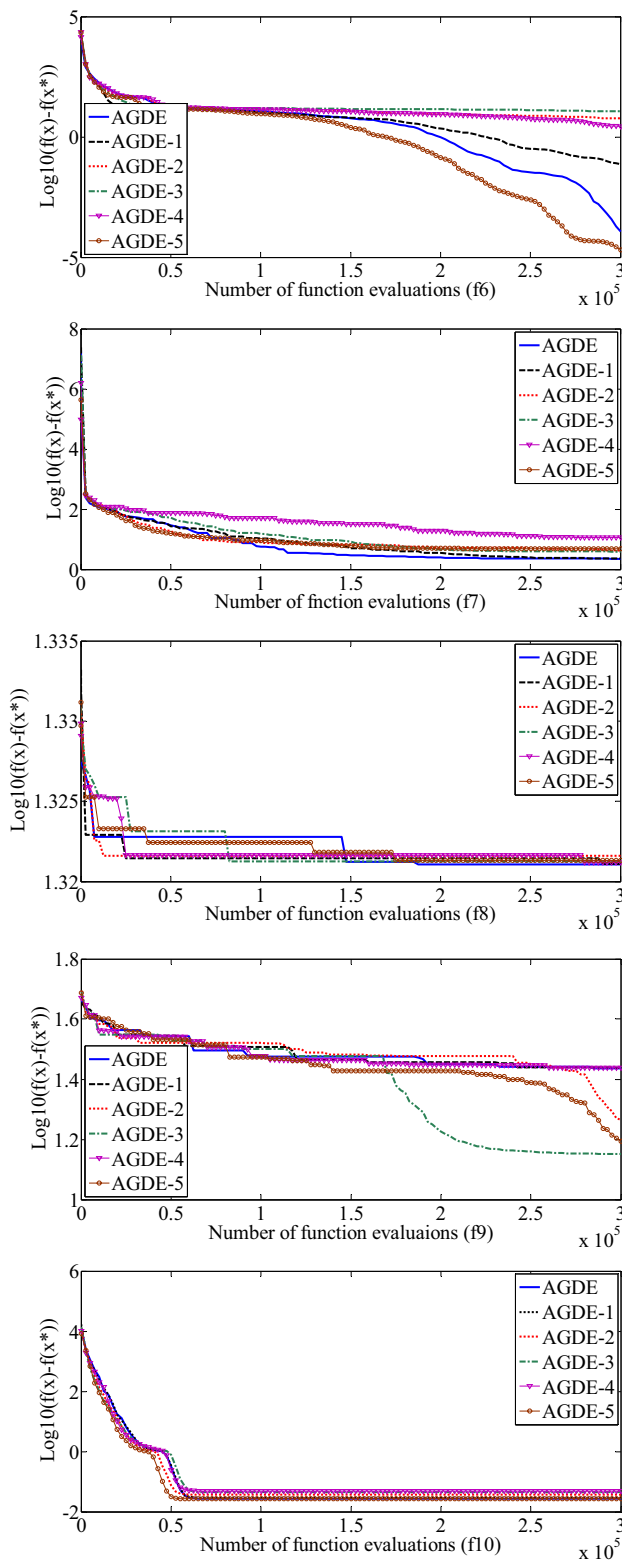 5
0
-5
Log10(f(x)-f(x*))
AGDE
AGDE-1
AGDE-2
AGDE-3
AGDE-4
AGDE-5
0 0.5 1 1.5 2 2.5 3
Number of function evaluations (f6)
x 10^5
8
6
4
2
0
Log10(f(x)-f(x*))
AGDE
AGDE-1
AGDE-2
AGDE-3
AGDE-4
AGDE-5
0 0.5 1 1.5 2 2.5 3
Number of fnction evalutions (f7)
x 10^5
1.335
1.33
1.325
1.32
Log10(f(x)-f(x*))
AGDE
AGDE-1
AGDE-2
AGDE-3
AGDE-4
AGDE-5
0 0.5 1 1.5 2 2.5 3
Number of function evaluations (f8)
x 10^5
1.8
1.6
1.4
1.2
1
Log10(f(x)-f(x*))
AGDE
AGDE-1
AGDE-2
AGDE-3
AGDE-4
AGDE-5
0 0.5 1 1.5 2 2.5 3
Number of function evaluaions (f9)
x 10^5
6
4
2
0
-2
Log10(f(x)-f(x*))
AGDE
AGDE-1
AGDE-2
AGDE-3
AGDE-4
AGDE-5
0 0.5 1 1.5 2 2.5 3
Number of function evaluations (f10)
x 10^5